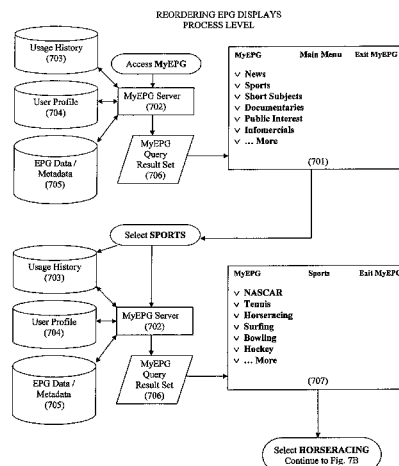 REORDERING EPG DISPLAYS
PROCESS LEVEL
Usage History
(703)
Access MyEPG
User Profile
(704)
MyEPG Server
(702)
EPG Data /
Metadata
(705)
MyEPG
Query
Result Set
(706)
MyEPG Main Menu Exit MyEPG
v News
v Sports
v Short Subjects
v Documentaries
v Public Interest
v Infomercials
v ... More
(701)
Select SPORTS
Usage History
(703)
User Profile
(704)
MyEPG Server
(702)
EPG Data /
Metadata
(705)
MyEPG
Query
Result Set
(706)
MyEPG Sports Exit MyEPG
v NASCAR
v Tennis
v Horseracing
v Surfing
v Bowling
v Hockey
v ... More
(707)
Select HORSERACING
Continue to Fig. 7B